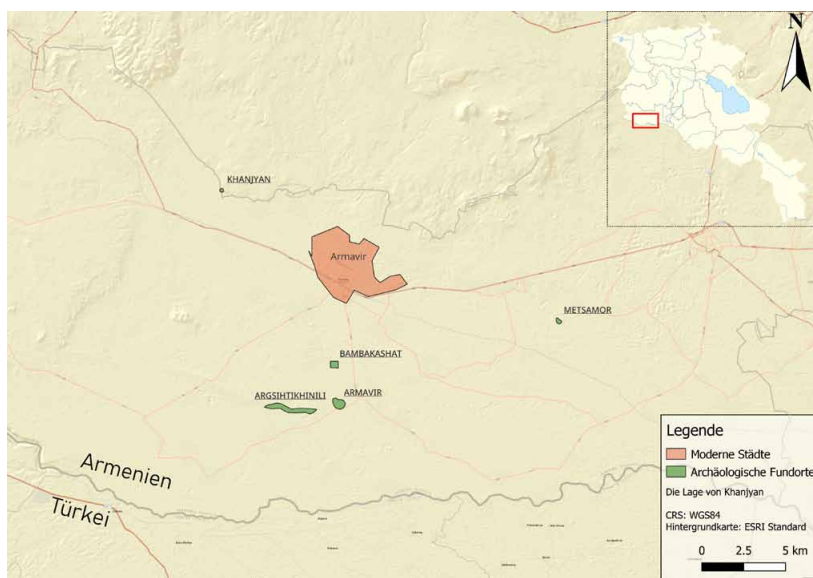 N
KHANJYAN
Armavir
METSAMOR
BAMBAKASHAT
ARGSIHTIKHINILI
ARMAVIR
Armenien
Türkei
Legende
Moderne Städte
Archäologische Fundorte
Die Lage von Khanjyan
CRS: WGS84
Hintergrundkarte: ESRI Standard
0 2.5 5 km